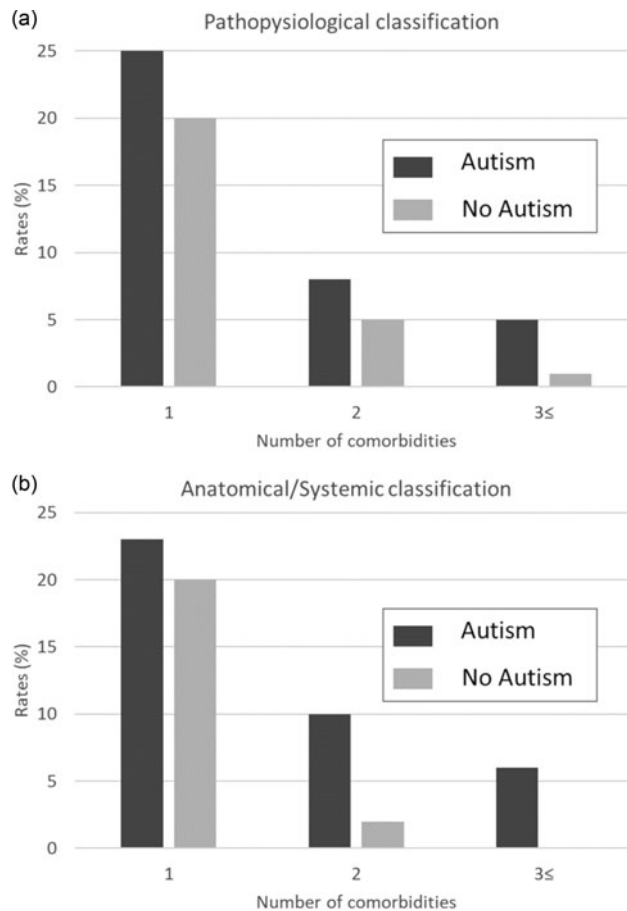 (a)
Pathopysiological classification
25
20
15
10
5
0
Rates (%)
Autism
No Autism
1 2 3≤
Number of comorbidities
(b)
Anatomical/Systemic classification
25
20
15
10
5
0
Rates (%)
Autism
No Autism
1 2 3≤
Number of comorbidities